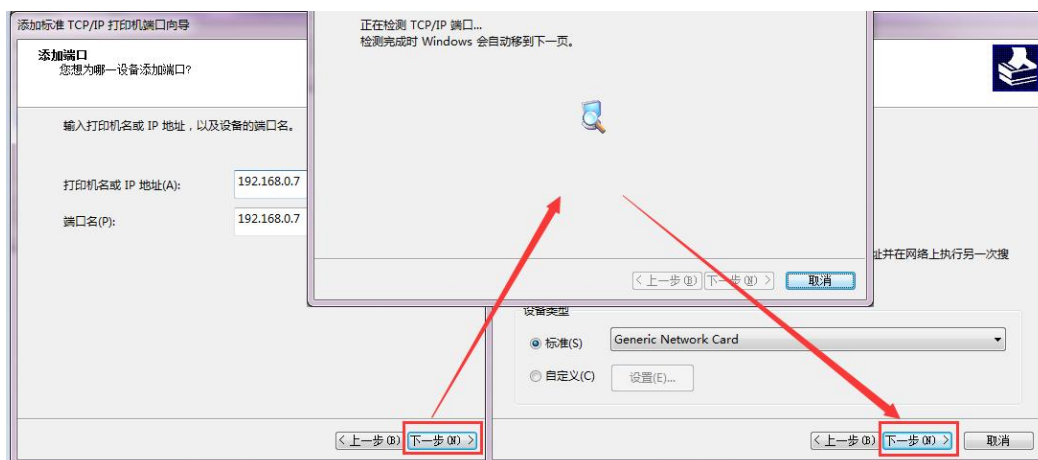 添加标准 TCP/IP 打印机端口向导
添加端口
您想为哪一设备添加端口?
输入打印机名或 IP 地址，以及设备的端口名。
打印机名或 IP 地址(A):
192.168.0.7
端口名(P):
192.168.0.7
< 上一步(B)
下一步(N) >
正在检测 TCP/IP 端口...
检测完成时 Windows 会自动移到下一页。
< 上一步(B)
下一步(N) >
取消
址并在网络上执行另一次搜
设备类型
标准(S)
Generic Network Card
自定义(C)
设置(E)...
< 上一步(B)
下一步(N) >
取消